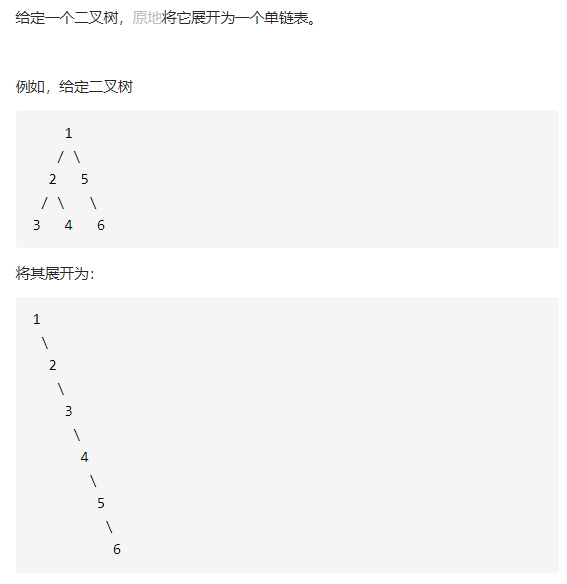 给定一个二叉树，原地将它展开为一个单链表。
例如，给定二叉树
    1
   / \
  2   5
 / \   \
3   4   6
将其展开为：
1
 \
  2
   \
    3
     \
      4
       \
        5
         \
          6